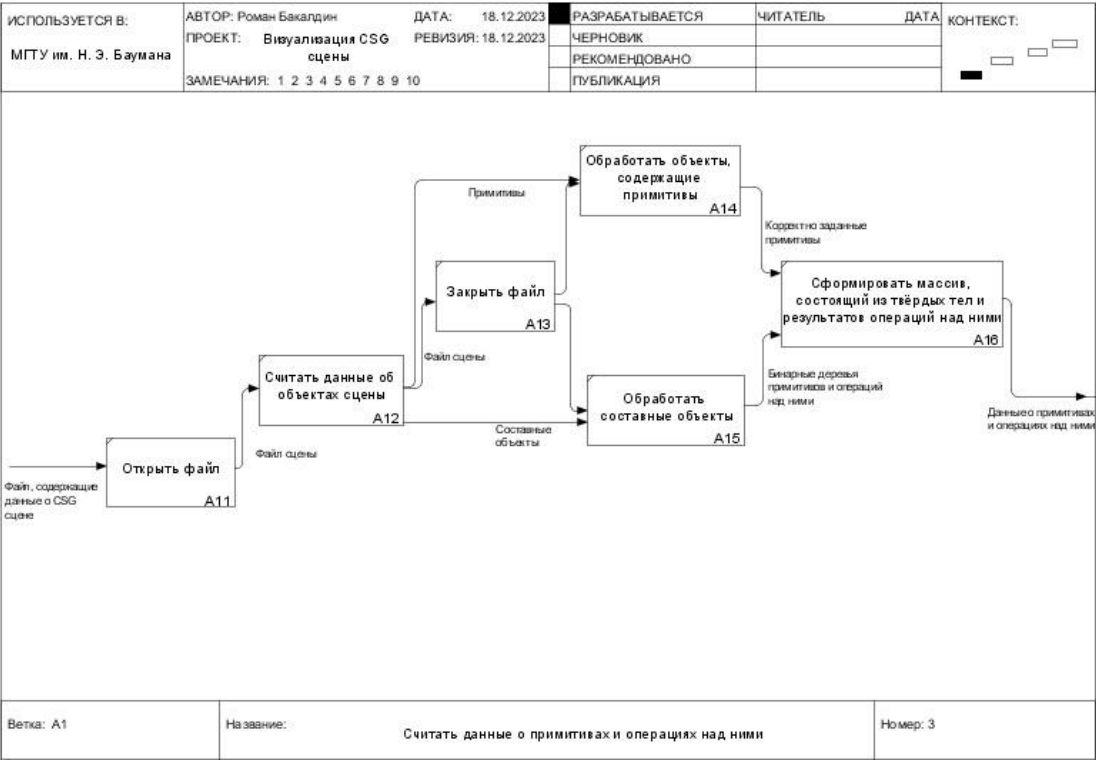 ИСПОЛЬЗУЕТСЯ В:
МГТУ им. Н. Э. Баумана
АВТОР: Роман Бакалдин
ДАТА: 18.12.2023
ПРОЕКТ: Визуализация CSG
сцены
РЕВИЗИЯ: 18.12.2023
ЗАМЕЧАНИЯ: 1 2 3 4 5 6 7 8 9 10
РАЗРАБАТЫВАЕТСЯ
ЧЕРНОВИК
РЕКОМЕНДОВАНО
ПУБЛИКАЦИЯ
ЧИТАТЕЛЬ
ДАТА
КОНТЕКСТ:
Обработать объекты,
содержащие
примитивы
A14
Примитивы
Корректно заданные
примитивы
Закрыть файл
A13
Сформировать массив,
состоящий из твёрдых тел и
результатов операций над ними
A16
Файл сцены
Считать данные об
объектах сцены
A12
Бинарные деревья
примитивов и операций
над ними
Обработать
составные объекты
A15
Данные о примитивах
и операциях над ними
Составные
объекты
Файл сцены
Открыть файл
A11
Файл, содержащие
данные о CSG
сцене
Ветка: A1
Название:
Считать данные о примитивах и операциях над ними
Номер: 3